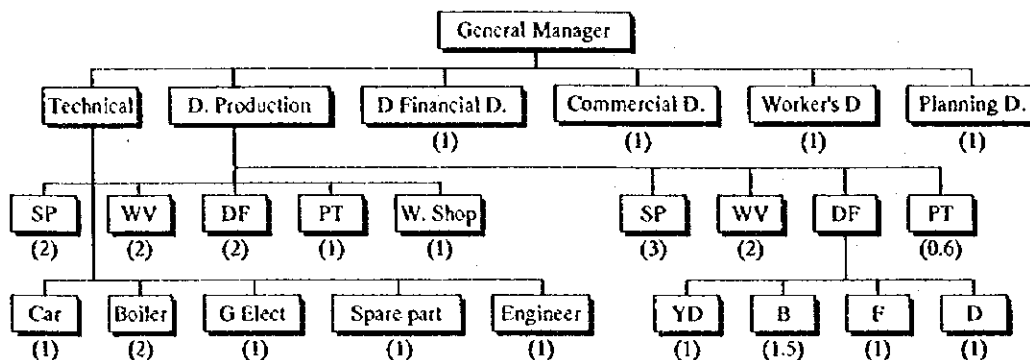 General Manager
Technical D. Production D Financial D. Commercial D. Worker's D Planning D.
(1) (1) (1) (1)
SP WV DF PT W. Shop SP WV DF PT
(2) (2) (2) (1) (1) (3) (2) (0.6)
Car Boiler G Elect Spare part Engineer YD B F D
(1) (2) (1) (1) (1) (1) (1.5) (1) (1)